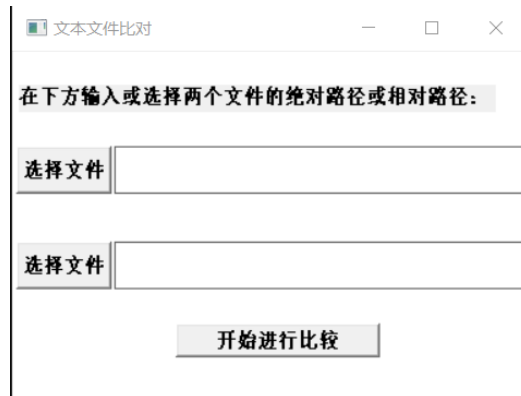 文本文件比对
在下方输入或选择两个文件的绝对路径或相对路径：
选择文件
选择文件
开始进行比较